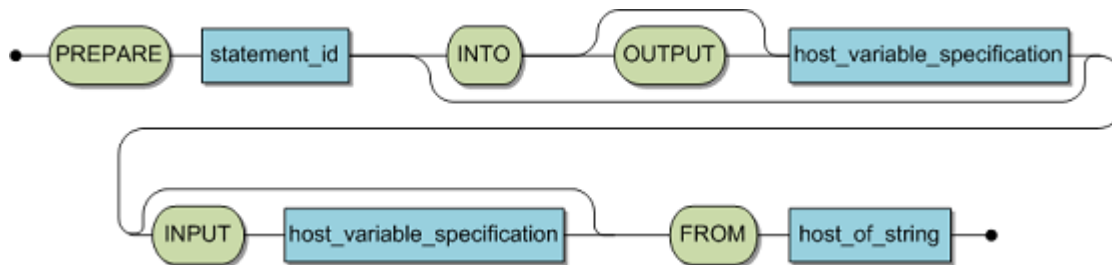 PREPARE statement_id INTO OUTPUT host_variable_specification
INPUT host_variable_specification FROM host_of_string